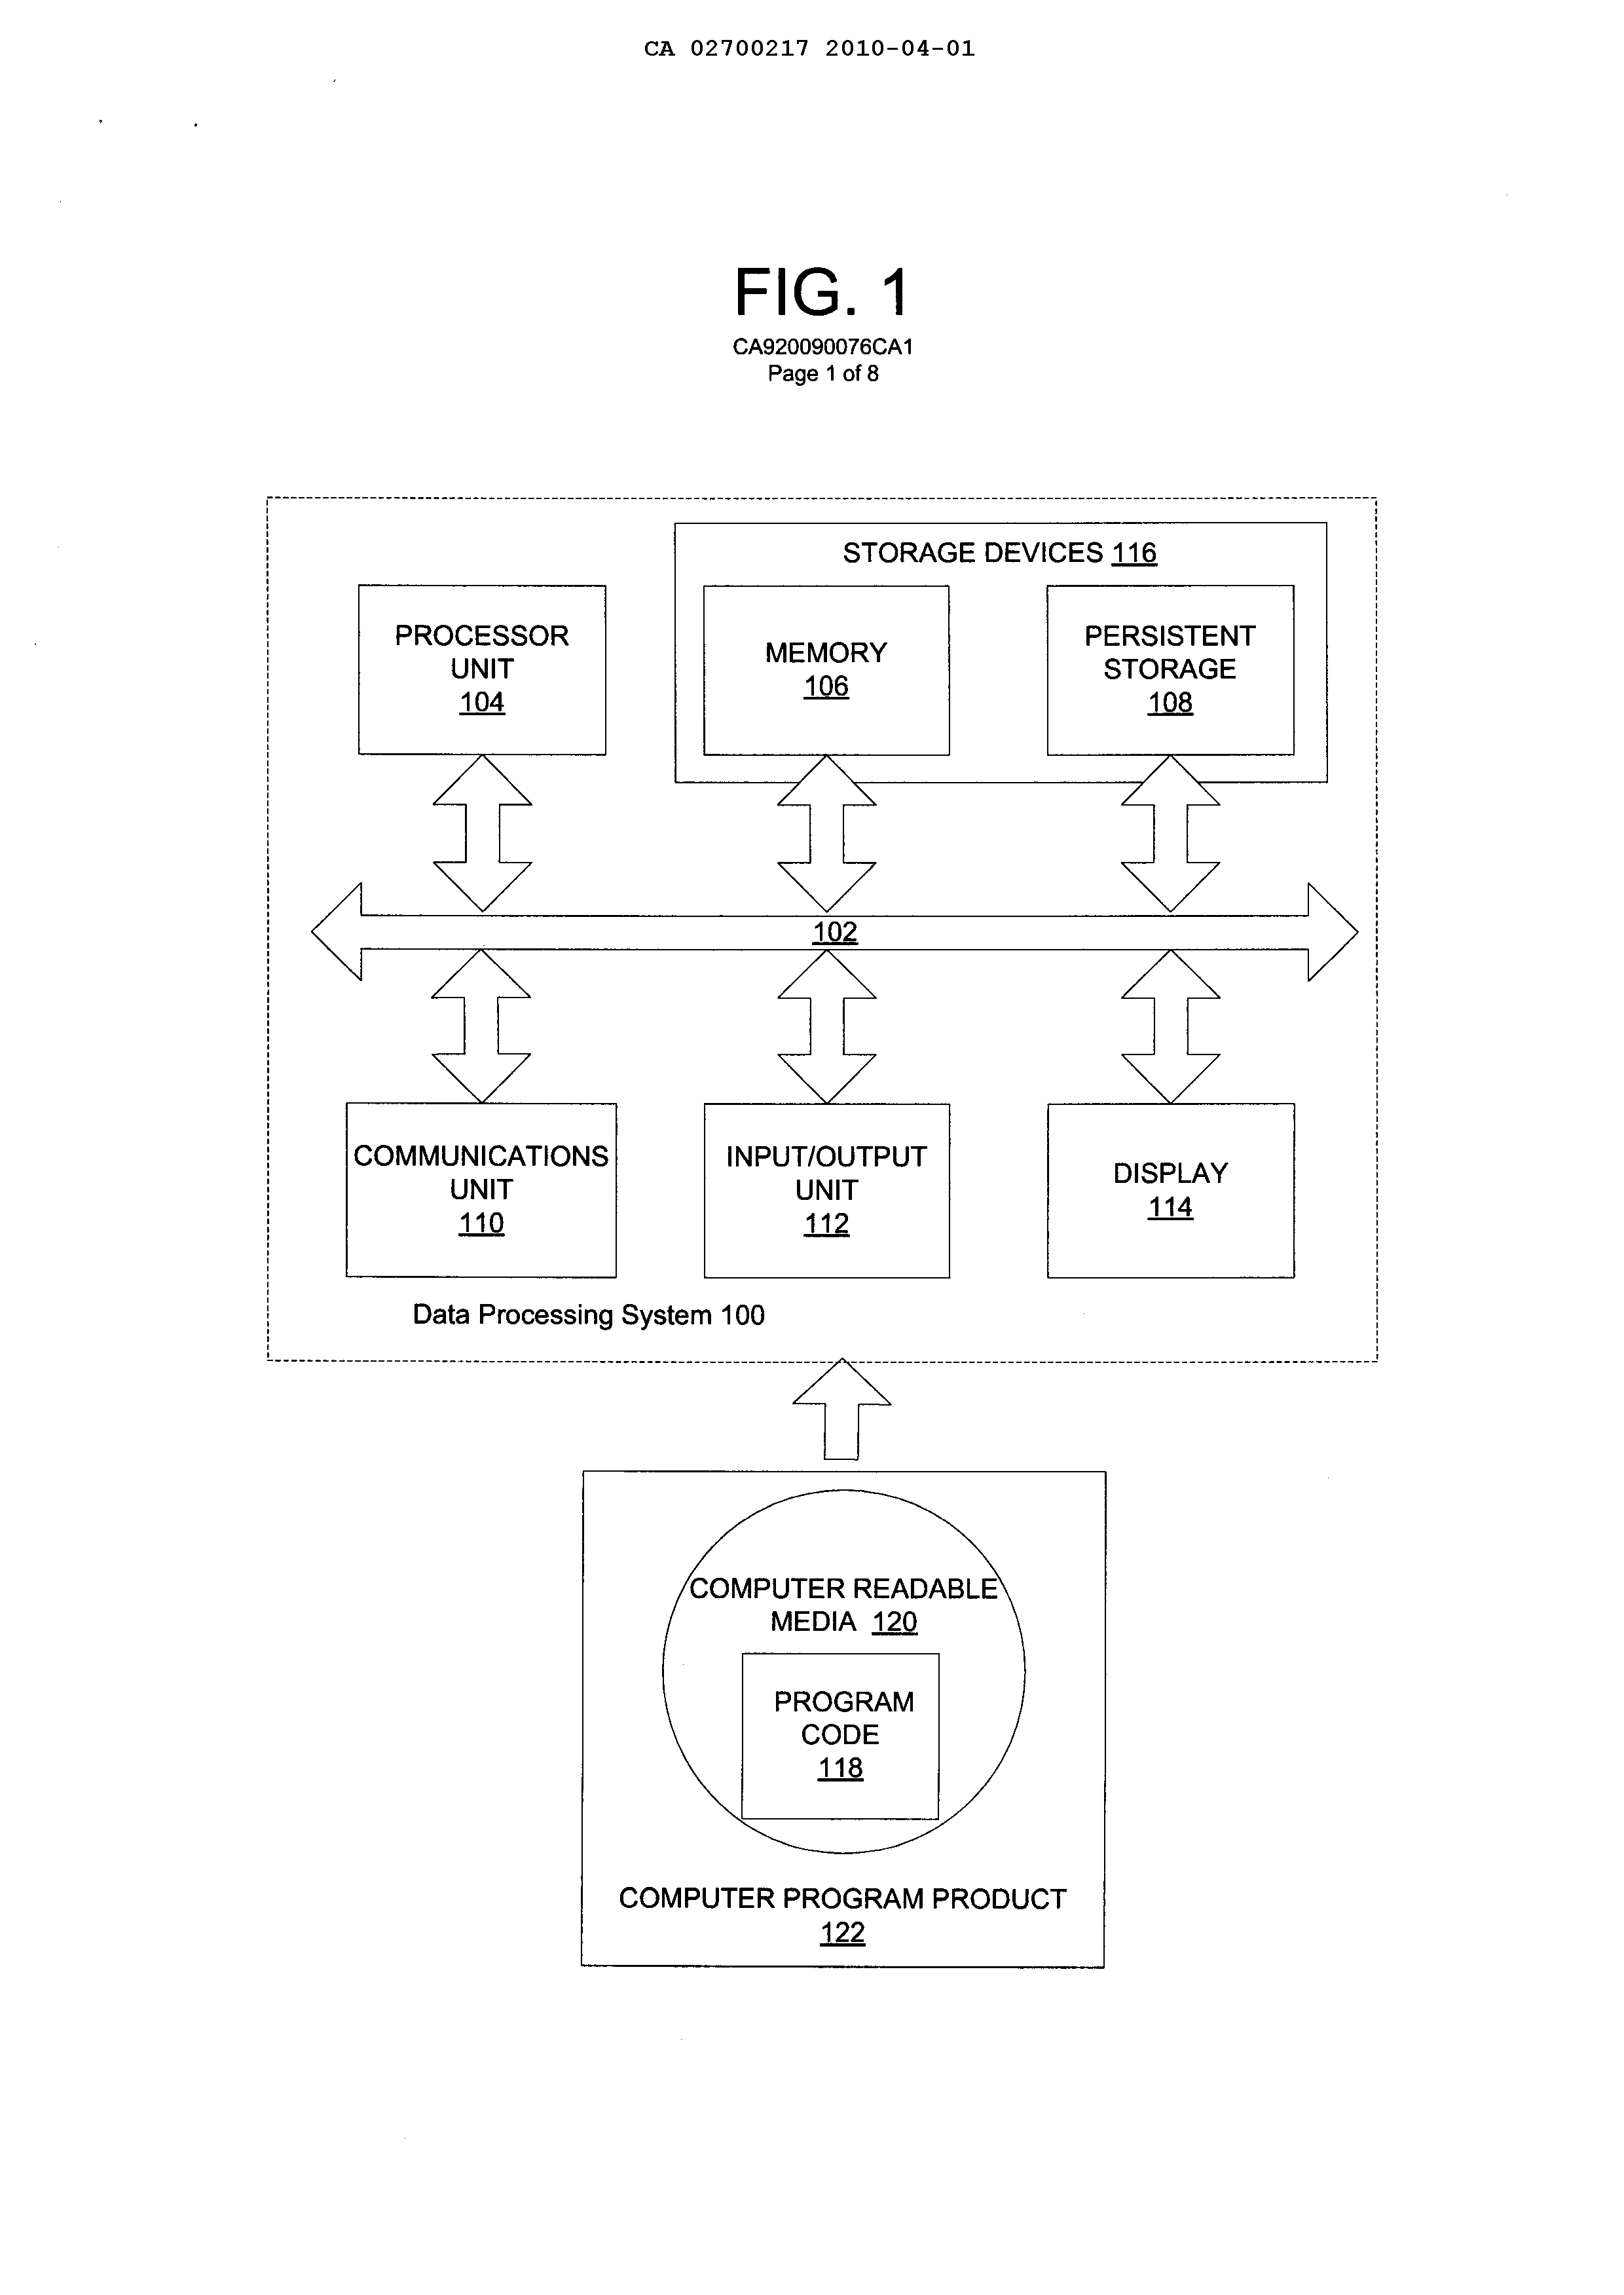 CA 02700217 2010-04-01
FIG. 1
CA920090076CA1
Page 1 of 8
STORAGE DEVICES 116
PROCESSOR
UNIT
104
MEMORY
106
PERSISTENT
STORAGE
108
102
COMMUNICATIONS
UNIT
110
INPUT/OUTPUT
UNIT
112
DISPLAY
114
Data Processing System 100
COMPUTER READABLE
MEDIA 120
PROGRAM
CODE
118
COMPUTER PROGRAM PRODUCT
122